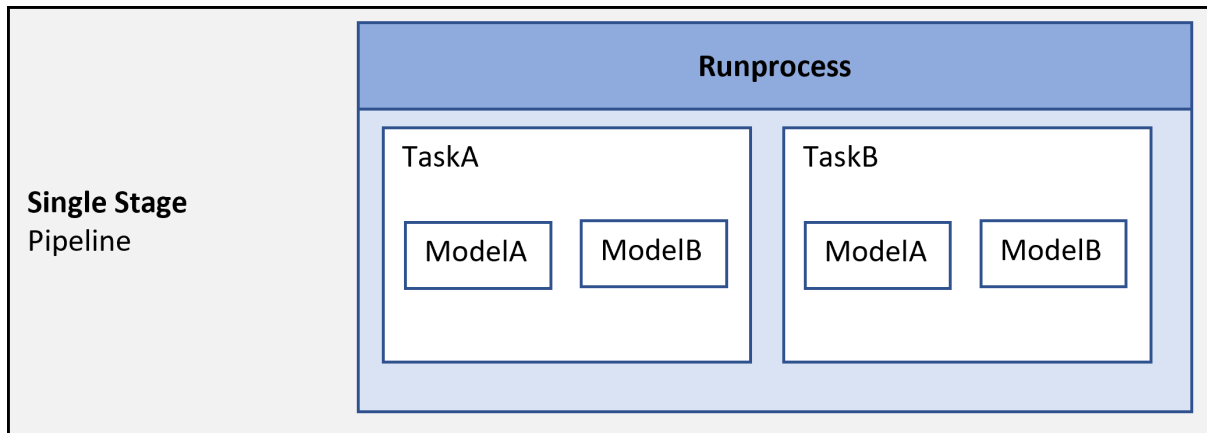 Runprocess
TaskA
TaskB
Single Stage
Pipeline
ModelA
ModelB
ModelA
ModelB